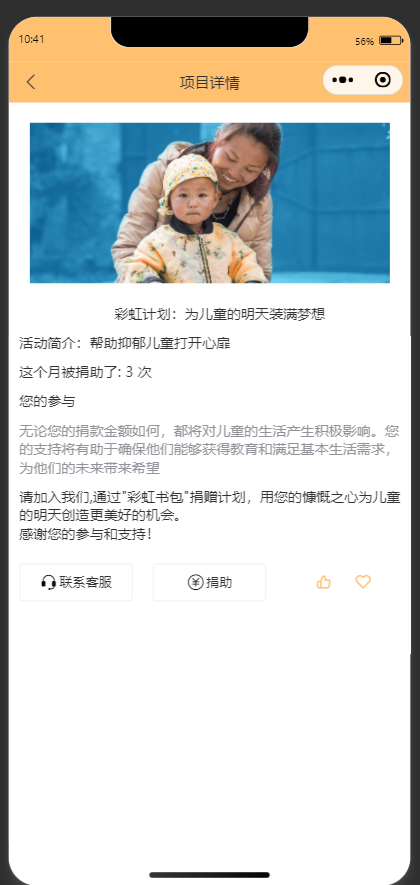 10:41
56%
项目详情
彩虹计划：为儿童的明天装满梦想
活动简介：帮助抑郁儿童打开心扉
这个月被捐助了: 3 次
您的参与
无论您的捐款金额如何，都将对儿童的生活产生积极影响。您
的支持将有助于确保他们能够获得教育和满足基本生活需求，
为他们的未来带来希望
请加入我们,通过"彩虹书包"捐赠计划，用您的慷慨之心为儿童
的明天创造更美好的机会。
感谢您的参与和支持！
联系客服
捐助